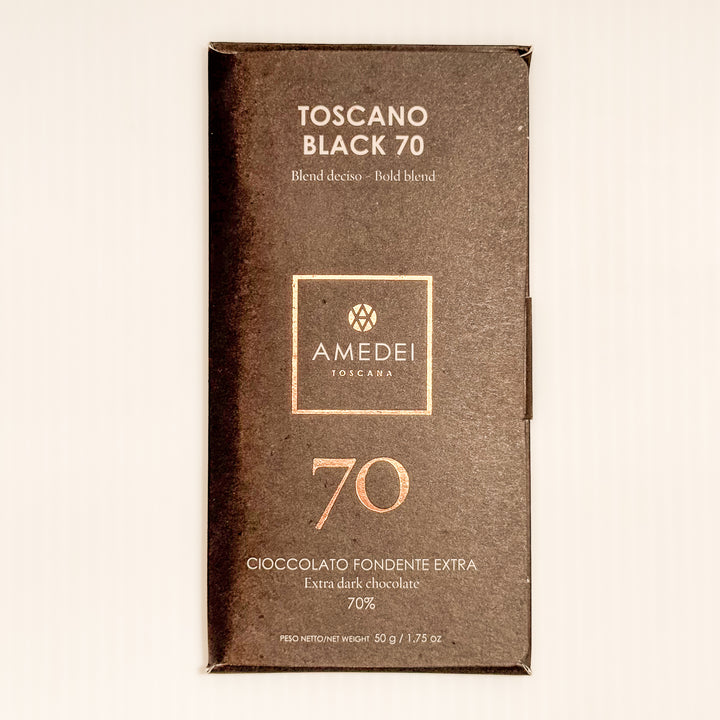 TOSCANO
BLACK 70
Blend deciso – Bold blend
AMEDEI
TOSCANA
70
CIOCCOLATO FONDENTE EXTRA
Extra dark chocolate
70%
PESO NETTO/NET WEIGHT 50 g / 1.75 oz